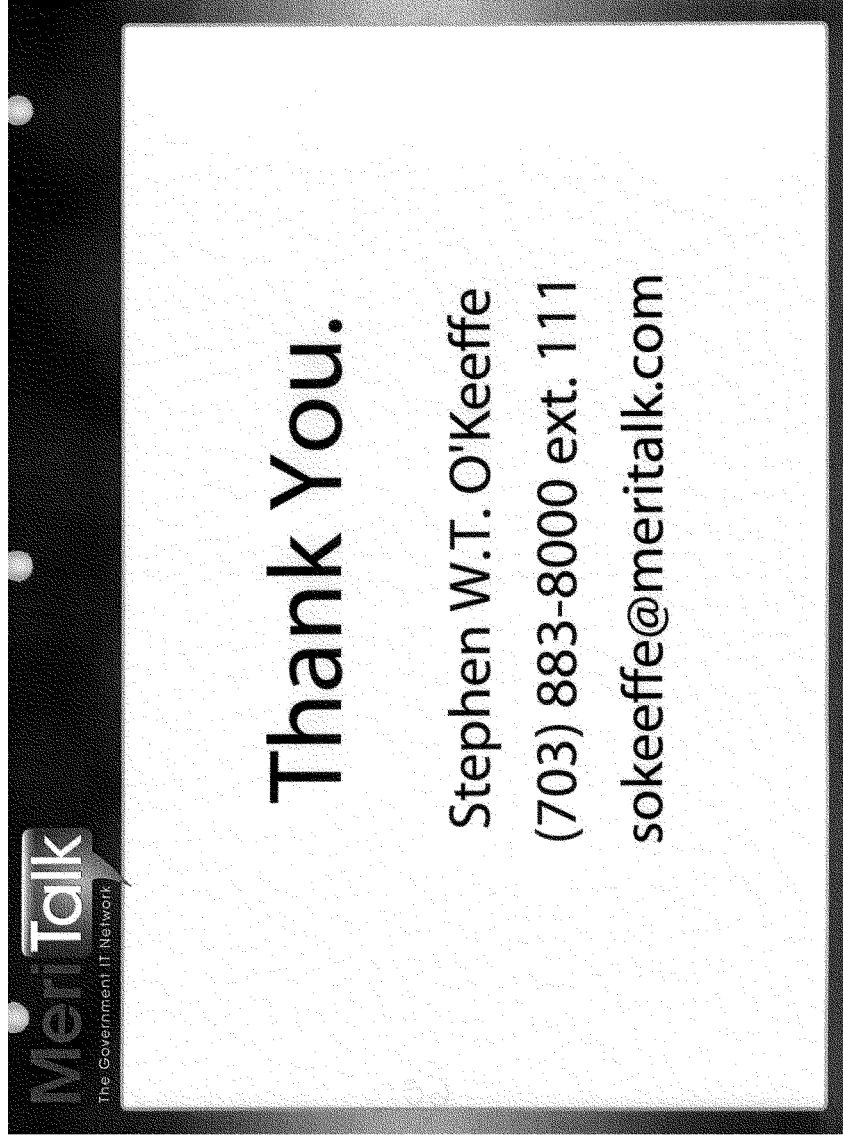 MeriTalk
The Government IT Network
Thank You.
Stephen W.T. O'Keeffe
(703) 883-8000 ext. 111
sokeeffe@meritalk.com